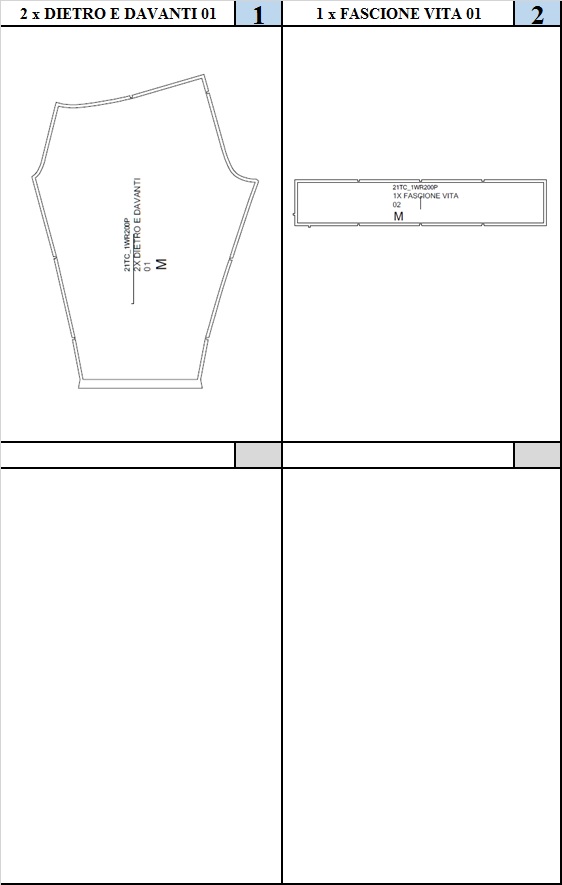 2 x DIETRO E DAVANTI 01
1
1 x FASCIONE VITA 01
2
21TC_1WR200P
2X DIETRO E DAVANTI
01
M
21TC_1WR200P
1X FASCIONE VITA
02
M